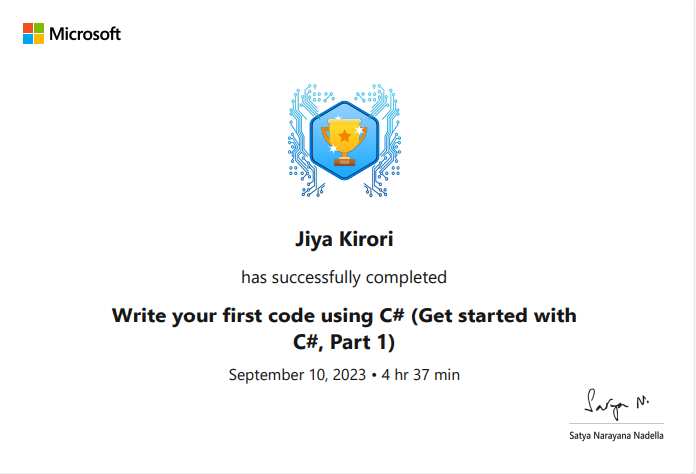 Microsoft
Jiya Kirori
has successfully completed
Write your first code using C# (Get started with
C#, Part 1)
September 10, 2023 • 4 hr 37 min
Satya N.
Satya Narayana Nadella